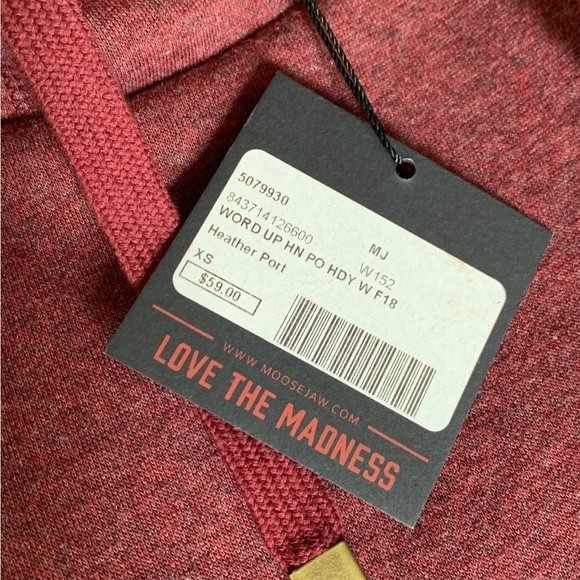 5079930
843714126600 MJ
WORD UP HN PO HDY W F18 W152
Heather Port
XS
$59.00
WWW.MOOSEJAW.COM
LOVE THE MADNESS